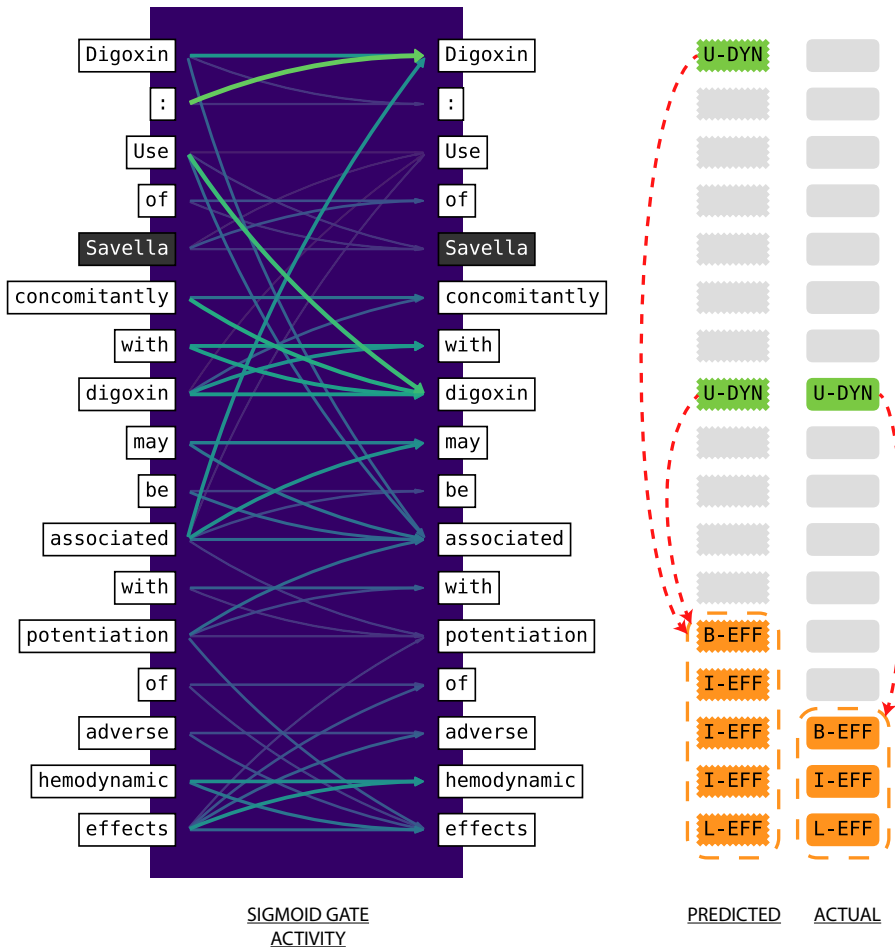 Digoxin Digoxin U-DYN
: :
Use Use
of of
Savella Savella
concomitantly concomitantly
with with
digoxin digoxin U-DYN U-DYN
may may
be be
associated associated
with with
potentiation potentiation B-EFF
of of I-EFF
adverse adverse I-EFF B-EFF
hemodynamic hemodynamic I-EFF I-EFF
effects effects L-EFF L-EFF
SIGMOID GATE PREDICTED ACTUAL
ACTIVITY